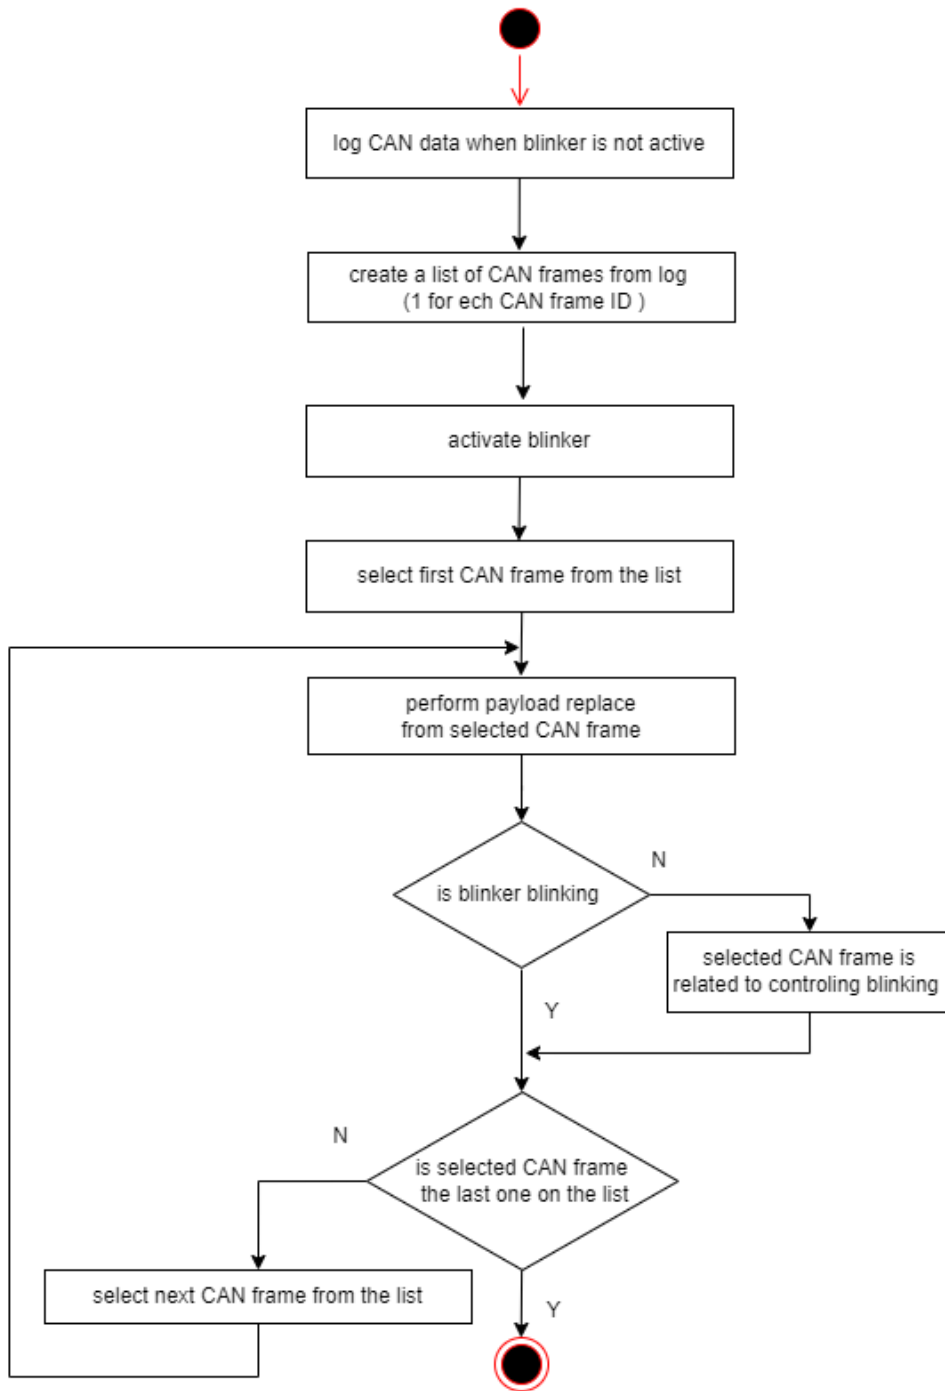 log CAN data when blinker is not active
create a list of CAN frames from log
(1 for ech CAN frame ID )
activate blinker
select first CAN frame from the list
perform payload replace
from selected CAN frame
is blinker blinking
N
selected CAN frame is
related to controling blinking
Y
N
is selected CAN frame
the last one on the list
select next CAN frame from the list
Y